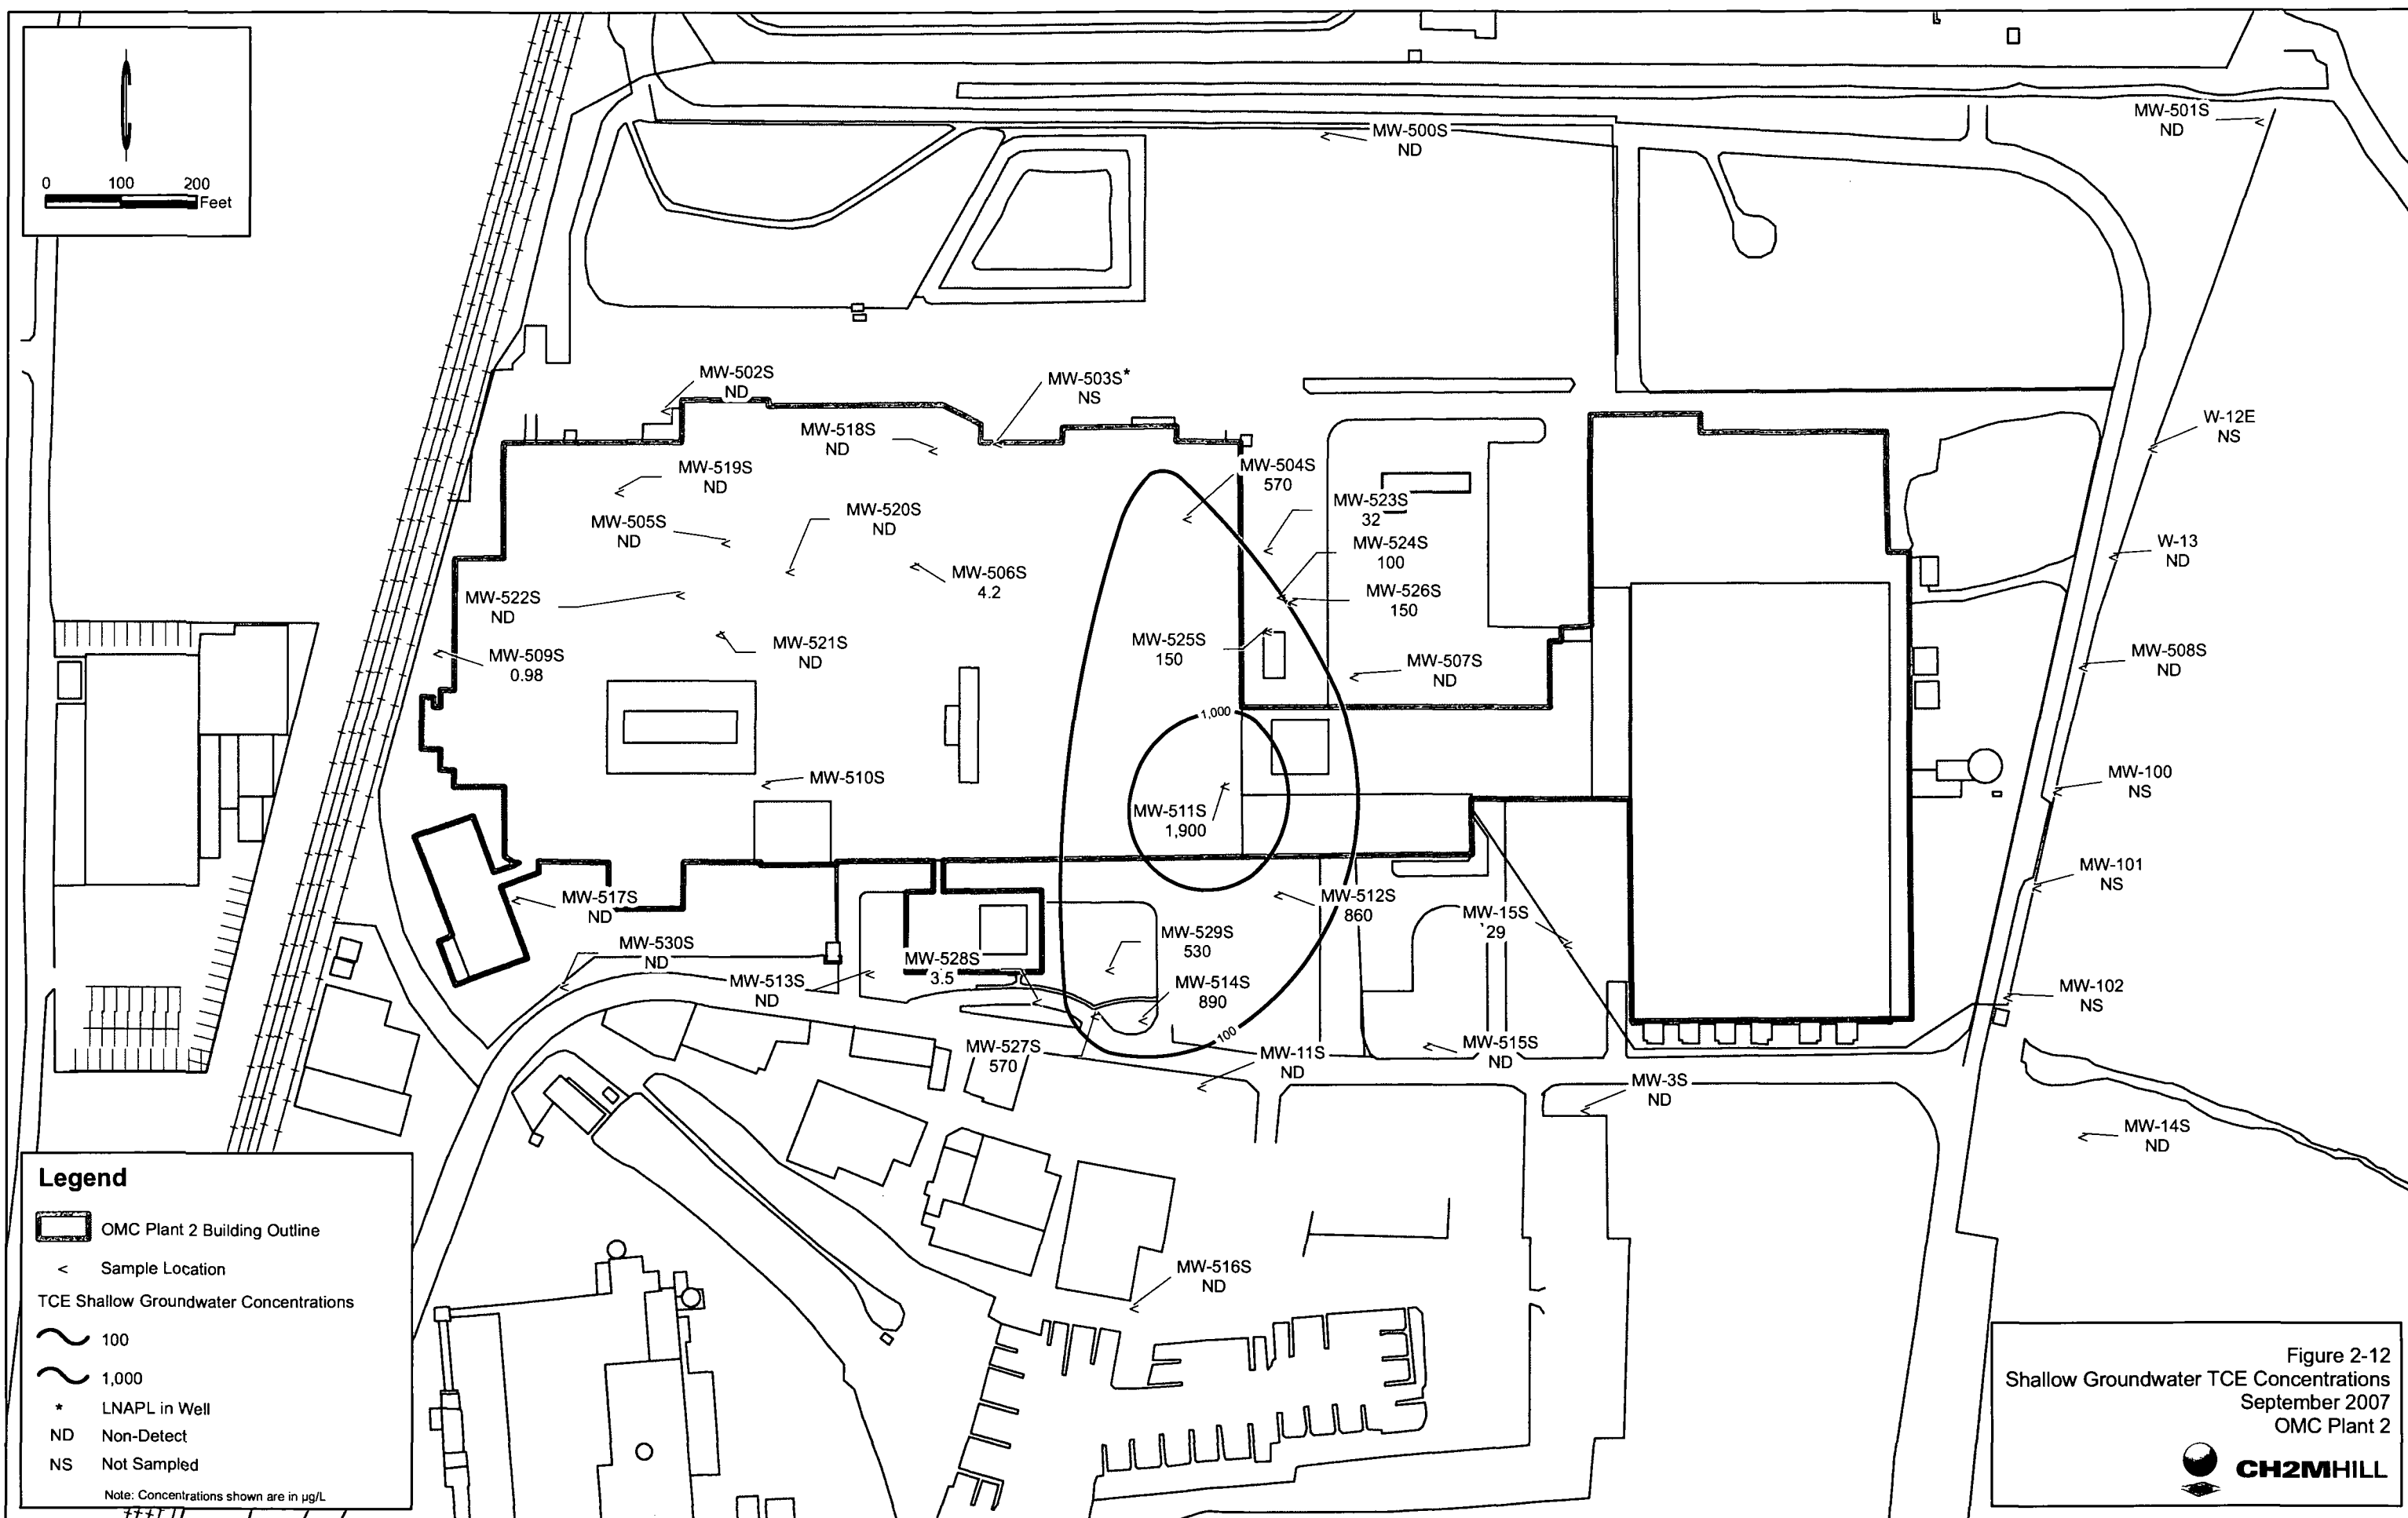 0 100 200
Feet
MW-500S
ND
MW-501S
ND
MW-502S
ND
MW-503S*
NS
MW-518S
ND
W-12E
NS
MW-519S
ND
MW-504S
570
MW-523S
32
MW-505S
ND
MW-520S
ND
MW-524S
100
W-13
ND
MW-506S
4.2
MW-522S
ND
MW-526S
150
MW-521S
ND
MW-525S
150
MW-509S
0.98
MW-507S
ND
MW-508S
ND
1,000
MW-510S
MW-511S
1,900
MW-100
NS
MW-101
NS
MW-517S
ND
MW-512S
860
MW-15S
29
MW-530S
ND
MW-529S
530
MW-528S
3.5
MW-513S
ND
MW-514S
890
MW-102
NS
100
MW-527S
570
MW-11S
ND
MW-515S
ND
MW-3S
ND
MW-14S
ND
MW-516S
ND
Legend
OMC Plant 2 Building Outline
< Sample Location
TCE Shallow Groundwater Concentrations
100
1,000
* LNAPL in Well
ND Non-Detect
NS Not Sampled
Note: Concentrations shown are in µg/L
Figure 2-12
Shallow Groundwater TCE Concentrations
September 2007
OMC Plant 2
CH2MHILL